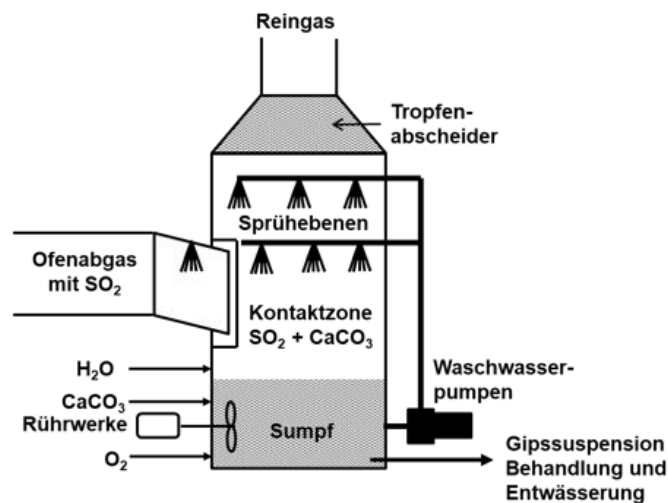 Reingas
Tropfen-
abscheider
Sprühebenen
Ofenabgas
mit SO₂
Kontaktzone
SO₂ + CaCO₃
H₂O
Waschwasser-
pumpen
CaCO₃
Rührwerke
Sumpf
O₂
Gipssuspension
Behandlung und
Entwässerung